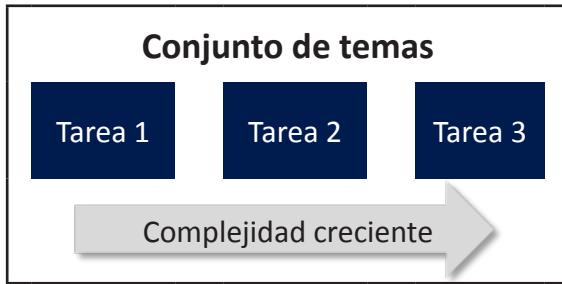 Conjunto de temas
Tarea 1 Tarea 2 Tarea 3
Complejidad creciente